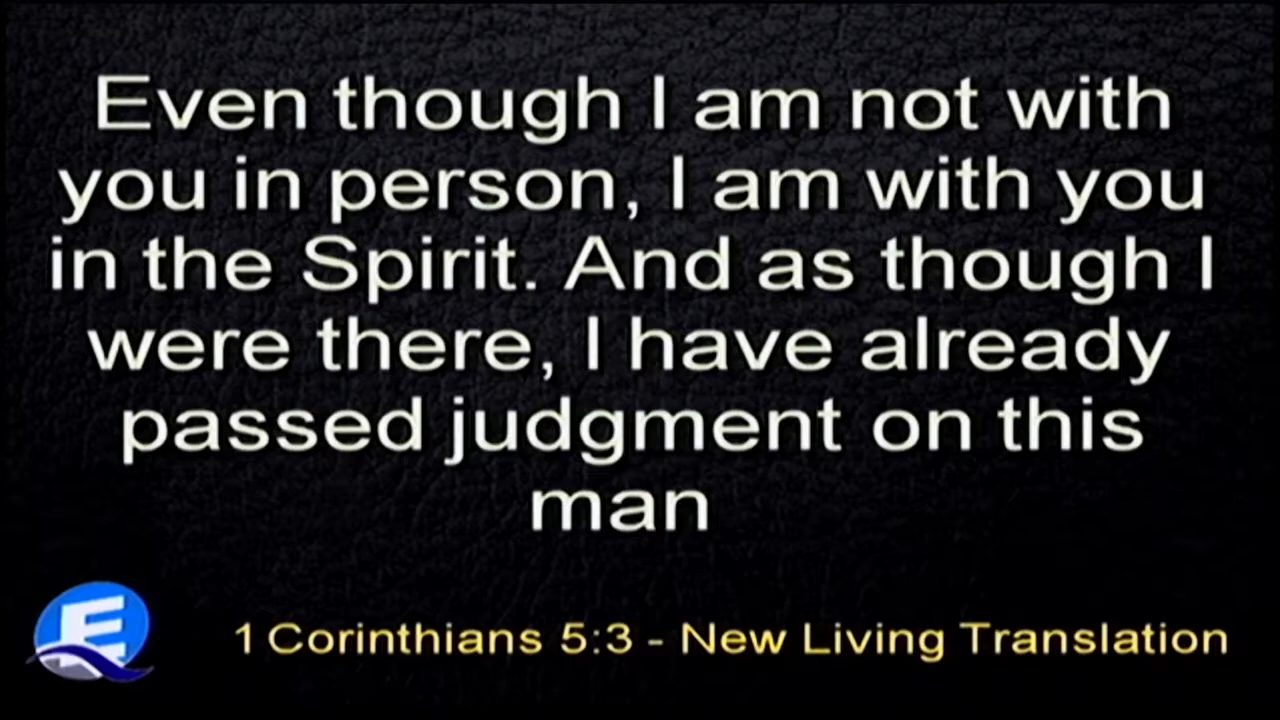 Even though I am not with
you in person, I am with you
in the Spirit. And as though I
were there, I have already
passed judgment on this
man
E
1 Corinthians 5:3 - New Living Translation